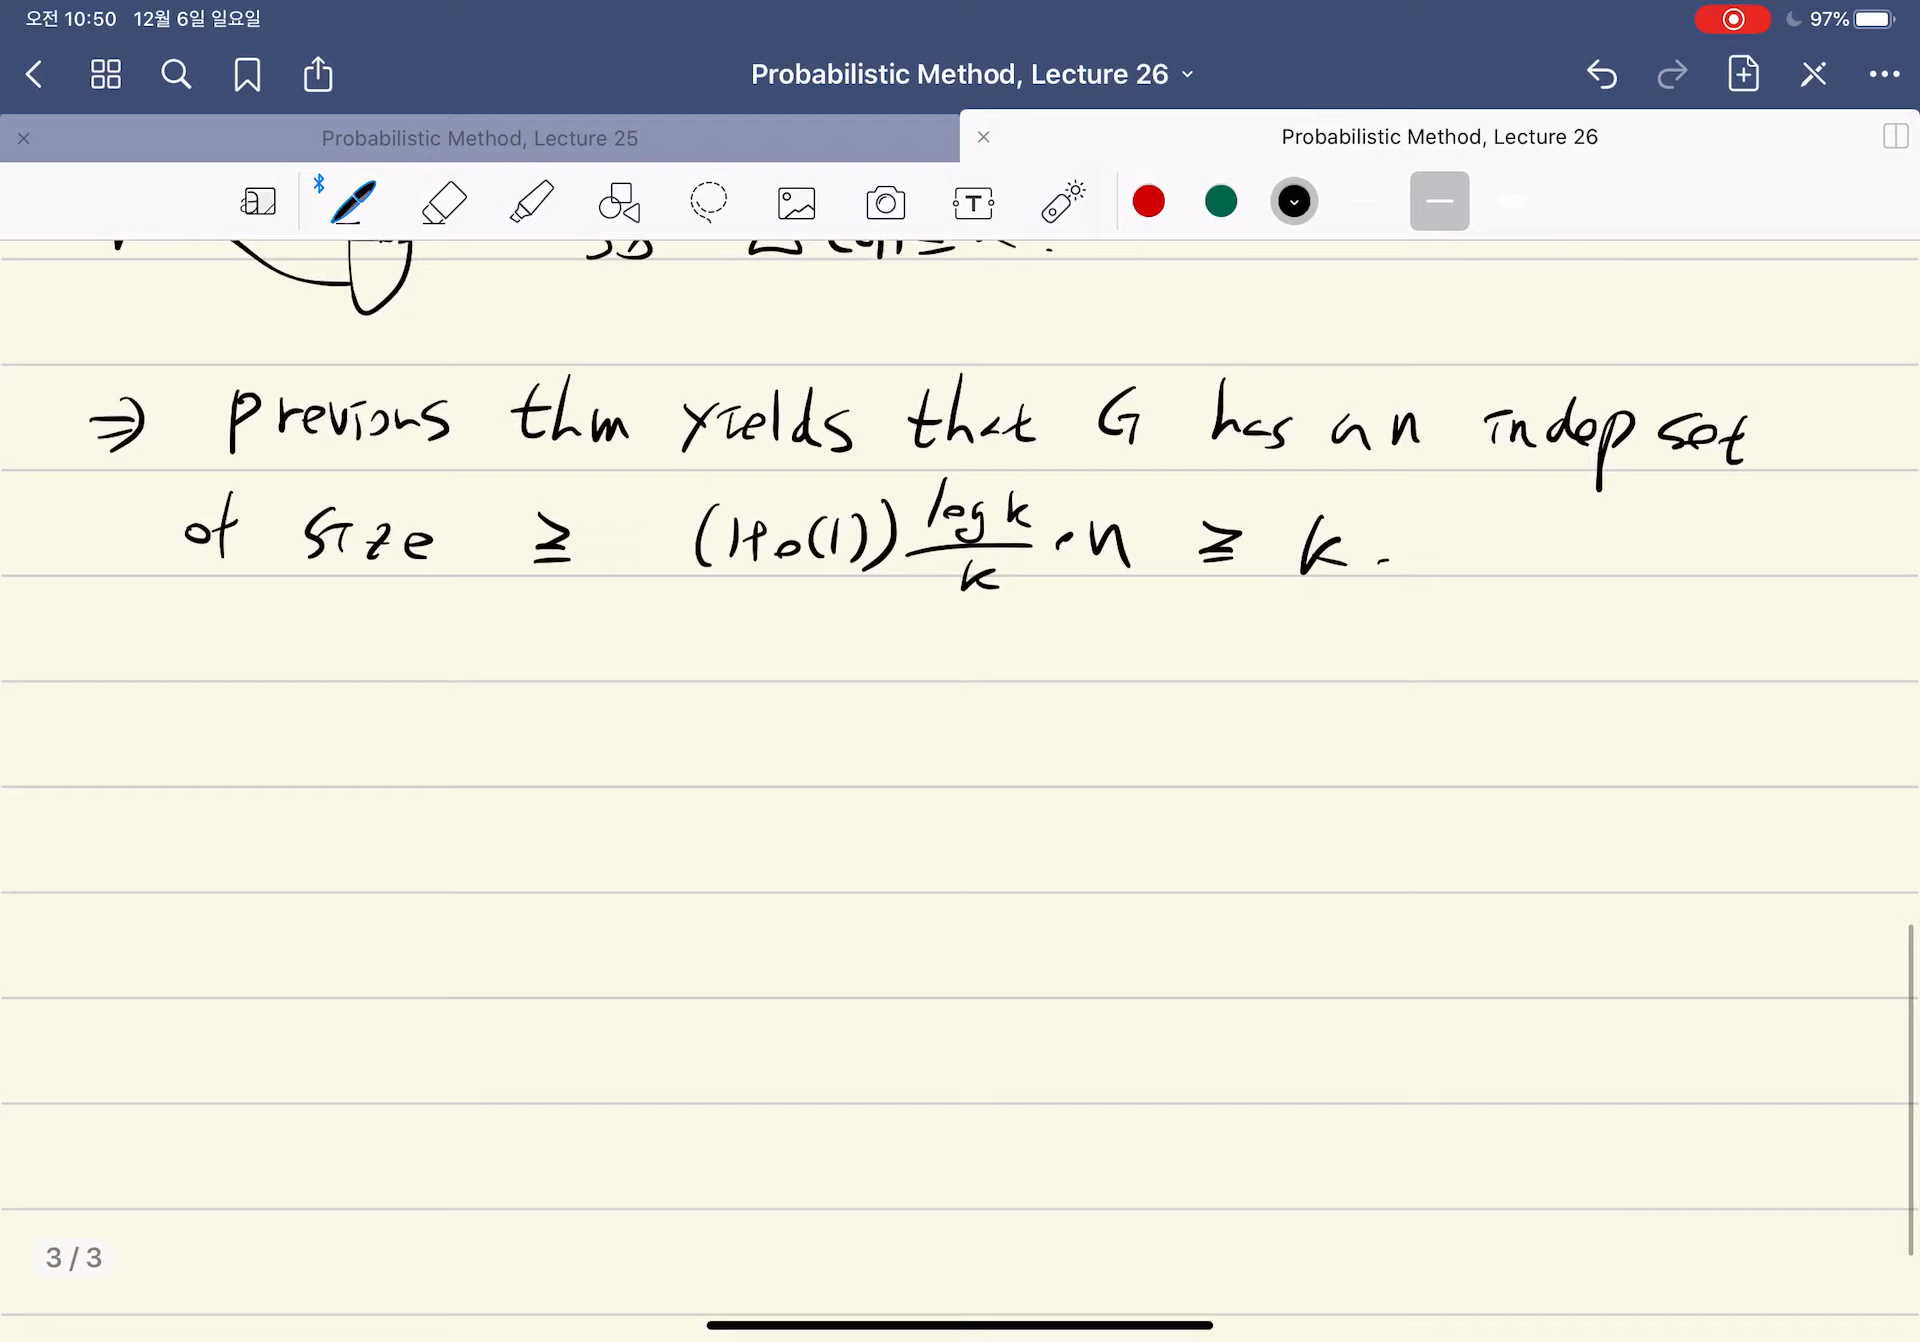 오전 10:50 12월 6일 일요일 97%
Probabilistic Method, Lecture 26
Probabilistic Method, Lecture 25
Probabilistic Method, Lecture 26
⇒ previous thm yields that G has an indep set
of size ≥ (1+o(1)) log k / k · n ≥ k.
3 / 3